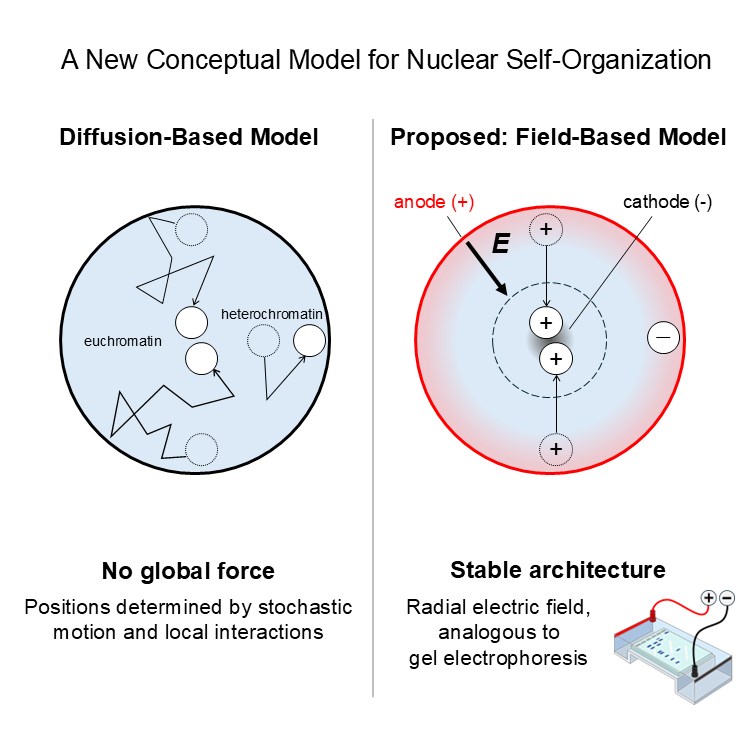 A New Conceptual Model for Nuclear Self-Organization
Diffusion-Based Model
euchromatin
heterochromatin
No global force
Positions determined by stochastic
motion and local interactions
Proposed: Field-Based Model
anode (+)
cathode (-)
E
+
+
+
+
−
Stable architecture
Radial electric field,
analogous to
gel electrophoresis
+ −